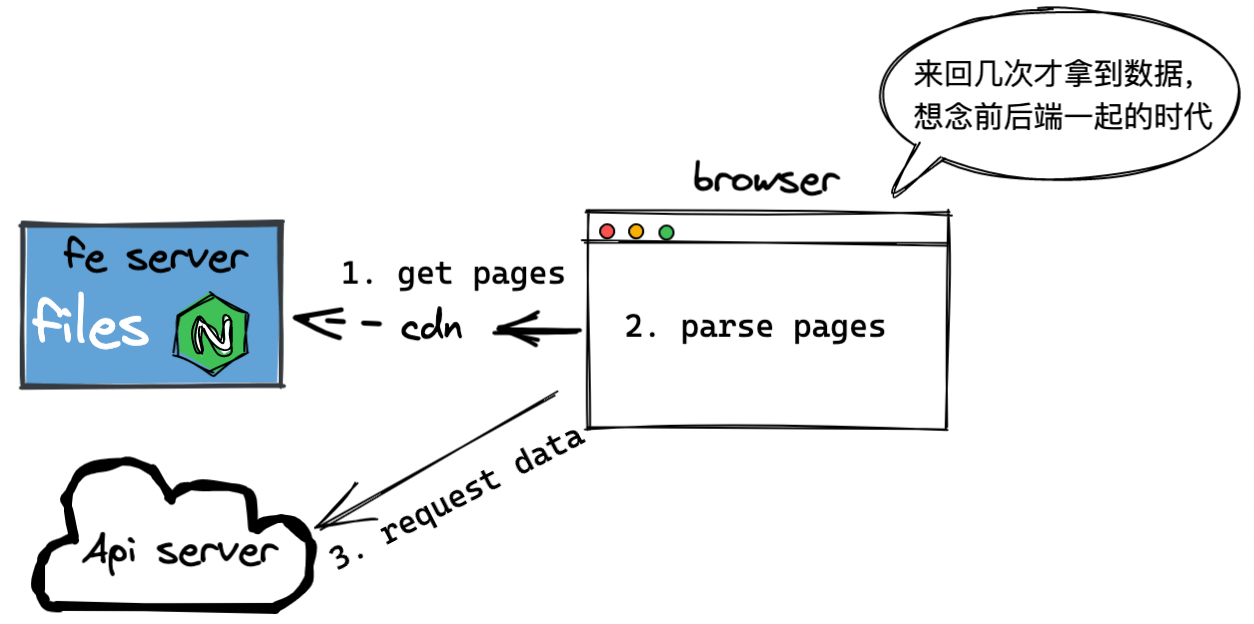 来回几次才拿到数据，
想念前后端一起的时代
browser
fe server
files N
1. get pages
cdn
2. parse pages
3. request data
Api server